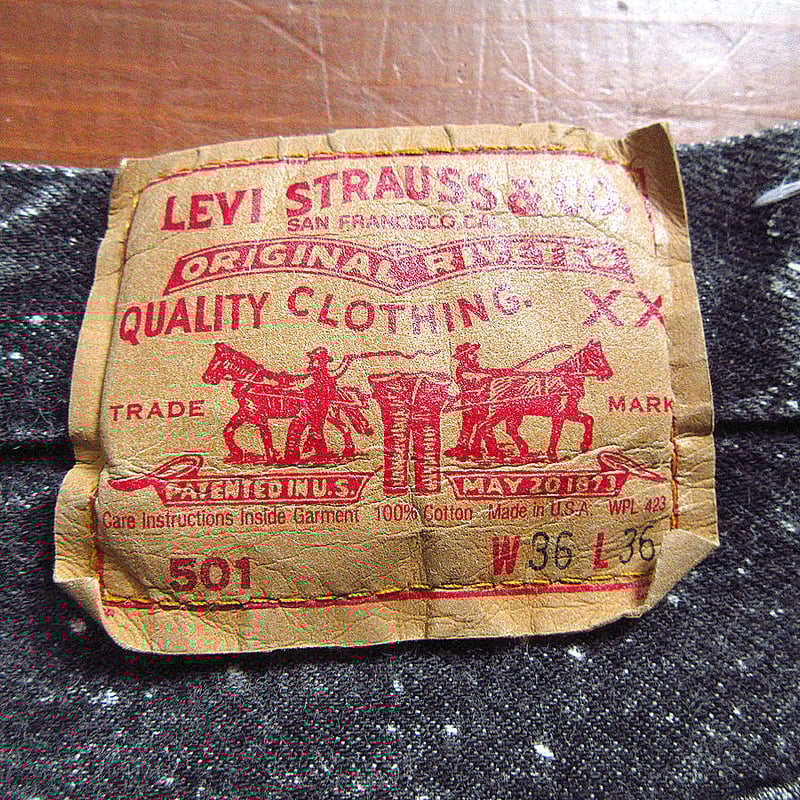 LEVI STRAUSS & CO.
SAN FRANCISCO, CAL.
ORIGINAL RIVETED
QUALITY CLOTHING. XX
TRADE MARK
PATENTED IN U.S. MAY 20 1873
Care Instructions Inside Garment 100% Cotton Made in U.S.A. WPL 423
501 W 36 L 36